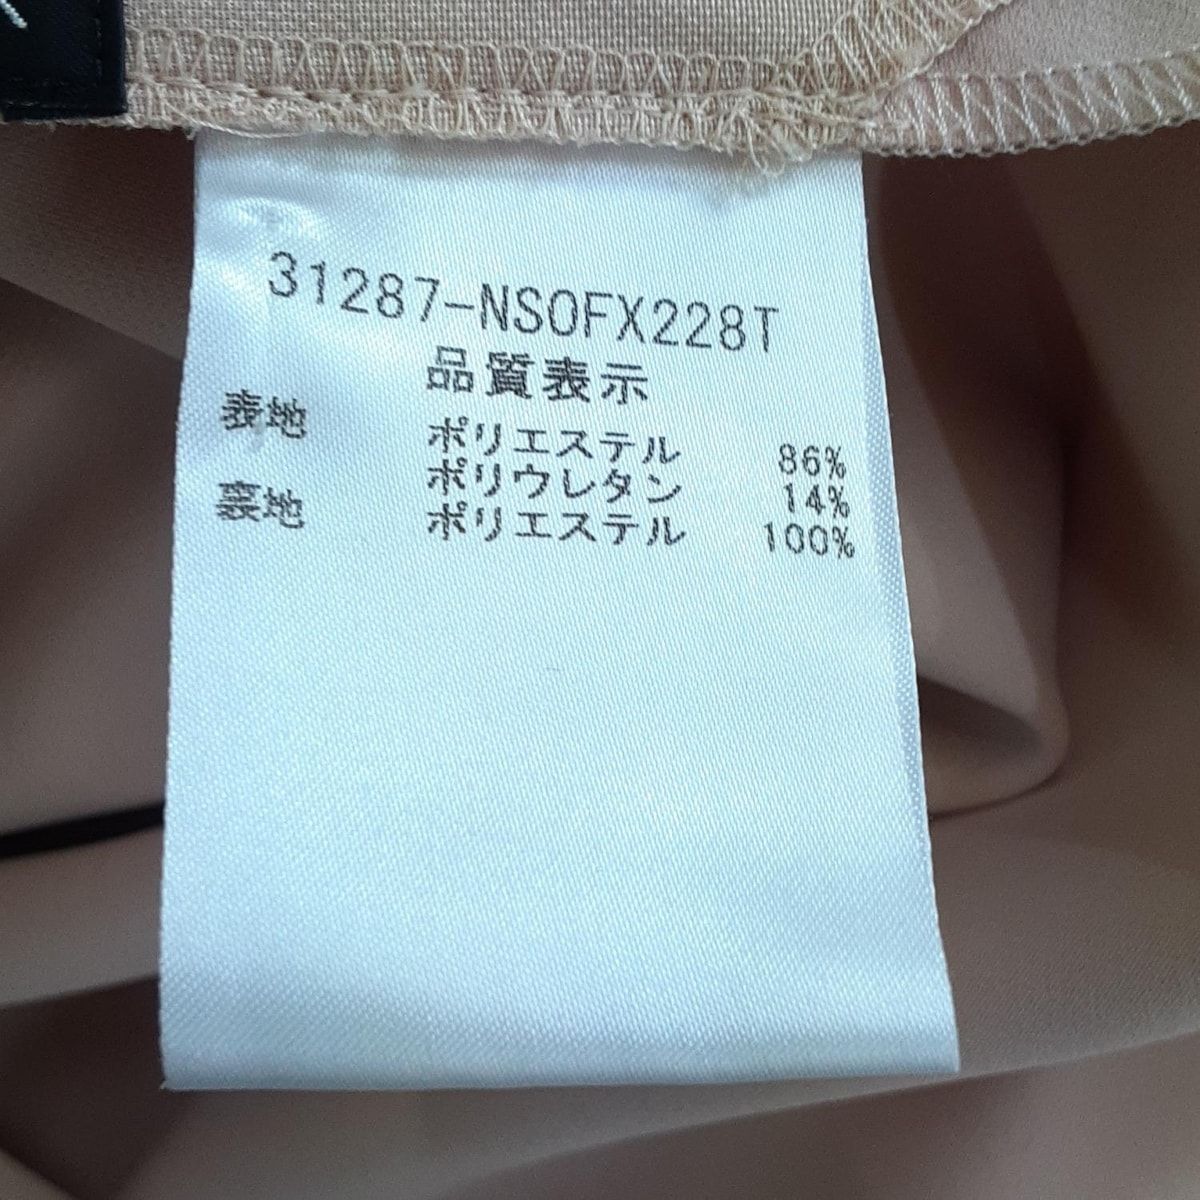 31287-NSOFX228T
品質表示
表地 ポリエステル 86%
ポリウレタン 14%
裏地 ポリエステル 100%